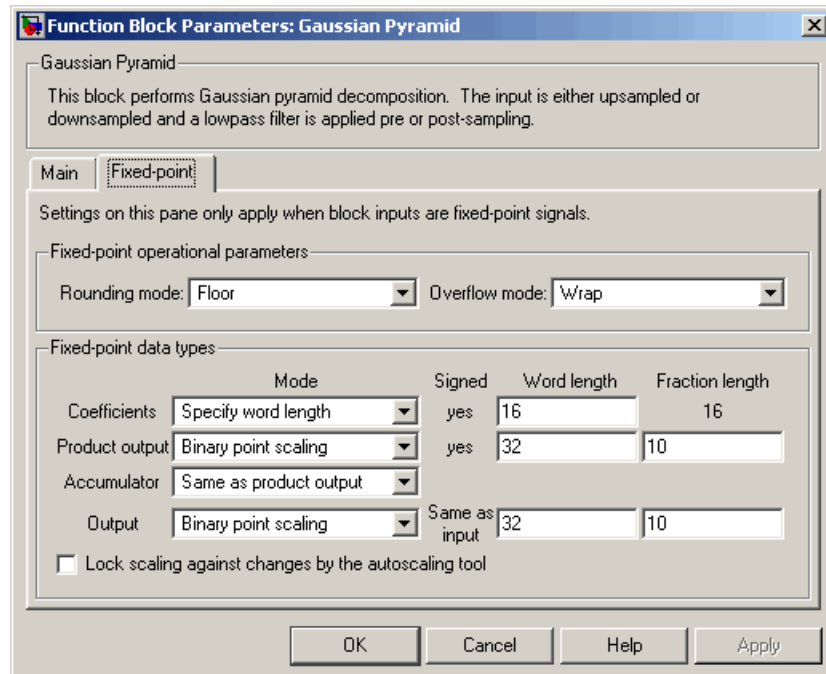 Function Block Parameters: Gaussian Pyramid
Gaussian Pyramid
This block performs Gaussian pyramid decomposition. The input is either upsampled or
downsampled and a lowpass filter is applied pre or post-sampling.
Main Fixed-point
Settings on this pane only apply when block inputs are fixed-point signals.
Fixed-point operational parameters
Rounding mode: Floor Overflow mode: Wrap
Fixed-point data types
Mode Signed Word length Fraction length
Coefficients Specify word length yes 16 16
Product output Binary point scaling yes 32 10
Accumulator Same as product output
Output Binary point scaling Same as input 32 10
Lock scaling against changes by the autoscaling tool
OK Cancel Help Apply